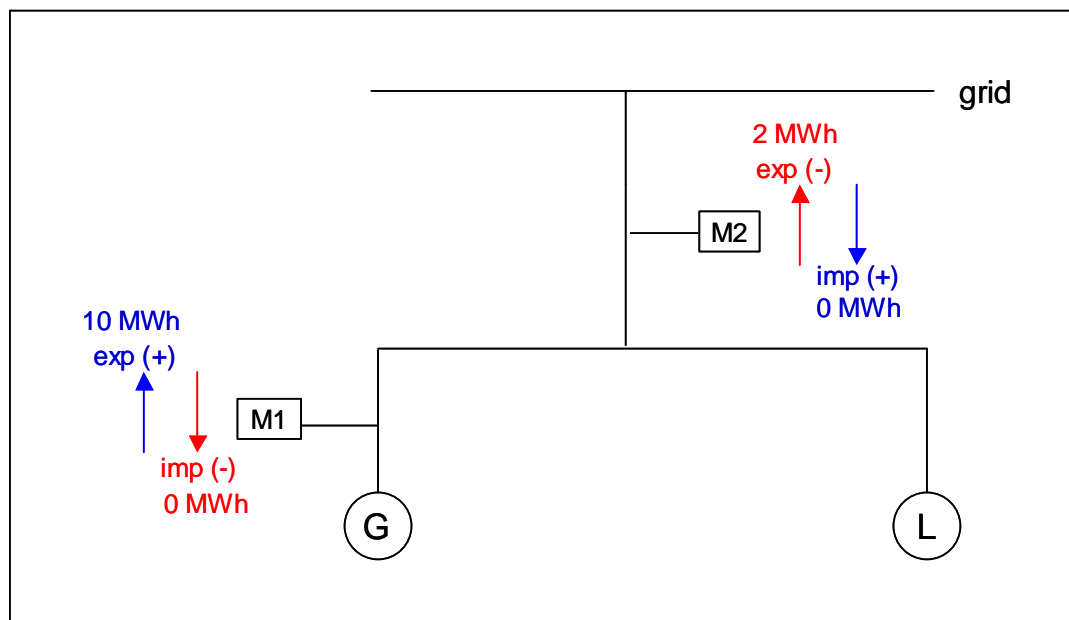 grid
2 MWh
exp (-)
M2
imp (+)
0 MWh
10 MWh
exp (+)
M1
imp (-)
0 MWh
G
L